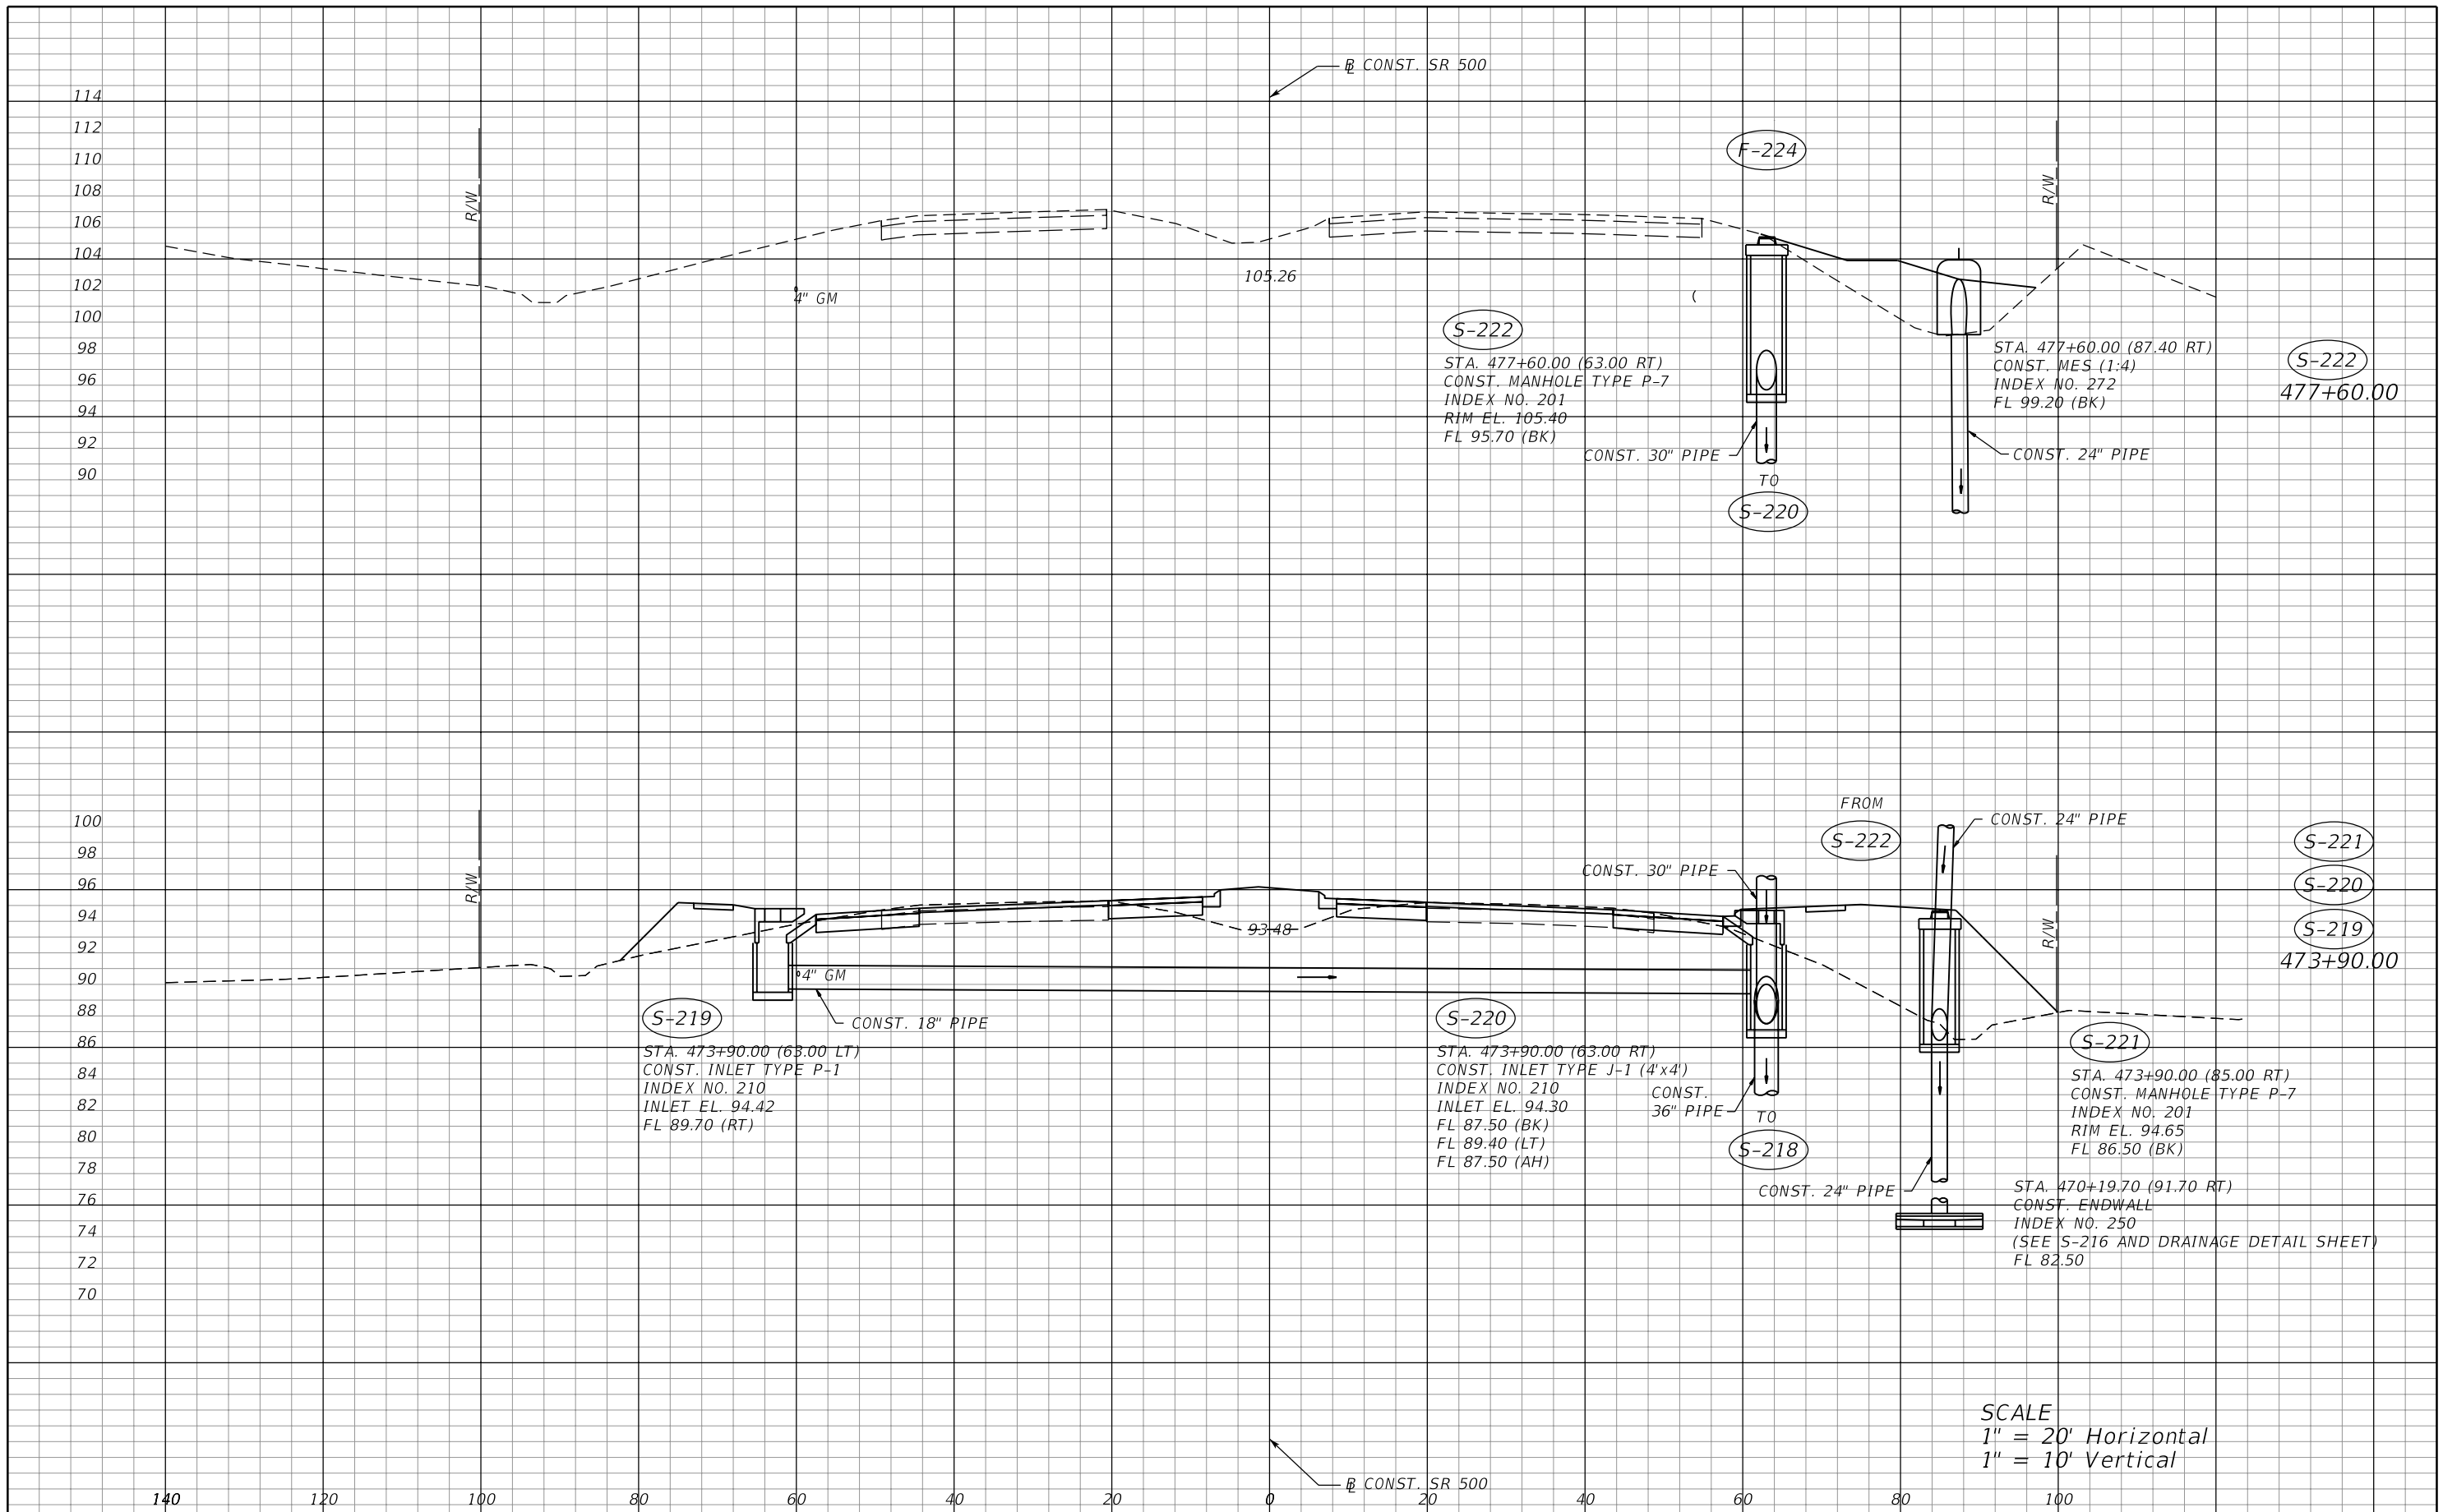 ℄ CONST. SR 500
114
112
110
108
106
104
102
100
98
96
94
92
90
R/W
R/W
F-224
105.26
4" GM
S-222
STA. 477+60.00 (63.00 RT)
CONST. MANHOLE TYPE P-7
INDEX NO. 201
RIM EL. 105.40
FL 95.70 (BK)
CONST. 30" PIPE
TO
S-220
STA. 477+60.00 (87.40 RT)
CONST. MES (1:4)
INDEX NO. 272
FL 99.20 (BK)
CONST. 24" PIPE
S-222
477+60.00
100
98
96
94
92
90
88
86
84
82
80
78
76
74
72
70
R/W
R/W
FROM
S-222
CONST. 24" PIPE
CONST. 30" PIPE
S-221
S-220
S-219
473+90.00
93.48
4" GM
CONST. 18" PIPE
S-219
STA. 473+90.00 (63.00 LT)
CONST. INLET TYPE P-1
INDEX NO. 210
INLET EL. 94.42
FL 89.70 (RT)
S-220
STA. 473+90.00 (63.00 RT)
CONST. INLET TYPE J-1 (4'x4')
INDEX NO. 210
INLET EL. 94.30
FL 87.50 (BK)
FL 89.40 (LT)
FL 87.50 (AH)
CONST.
36" PIPE
TO
S-218
S-221
STA. 473+90.00 (85.00 RT)
CONST. MANHOLE TYPE P-7
INDEX NO. 201
RIM EL. 94.65
FL 86.50 (BK)
CONST. 24" PIPE
STA. 470+19.70 (91.70 RT)
CONST. ENDWALL
INDEX NO. 250
(SEE S-216 AND DRAINAGE DETAIL SHEET)
FL 82.50
SCALE
1" = 20' Horizontal
1" = 10' Vertical
℄ CONST. SR 500
140 120 100 80 60 40 20 0 20 40 60 80 100